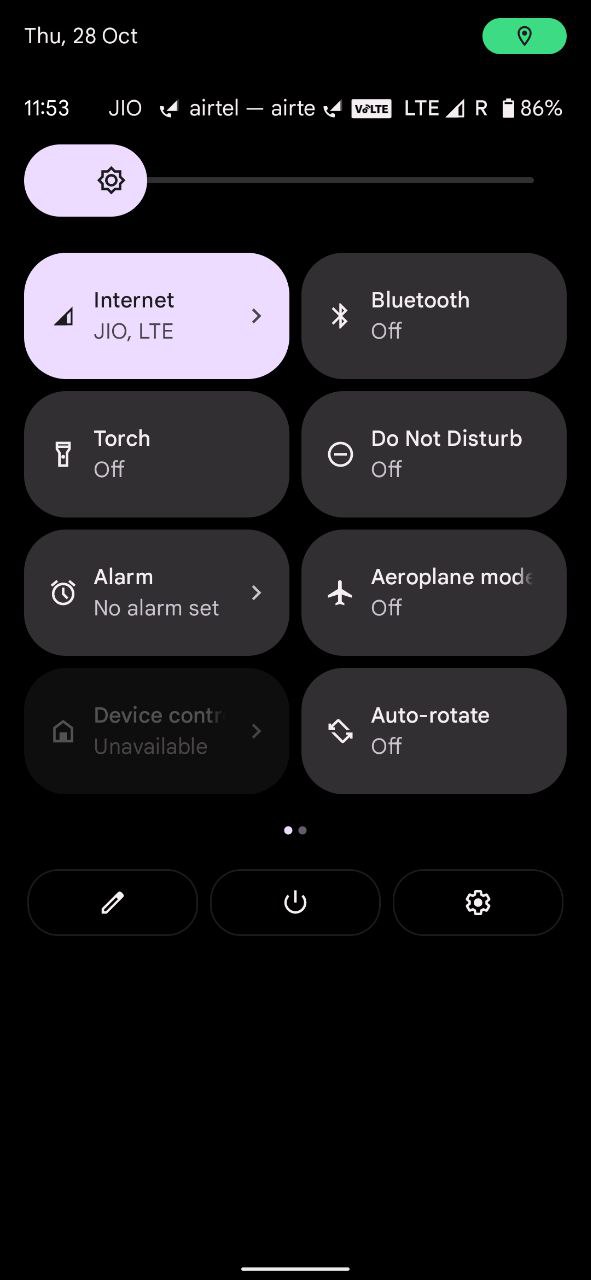 Thu, 28 Oct
11:53 JIO airtel — airte VoLTE LTE R 86%
Internet
JIO, LTE
Bluetooth
Off
Torch
Off
Do Not Disturb
Off
Alarm
No alarm set
Aeroplane mode
Off
Device contr
Unavailable
Auto-rotate
Off